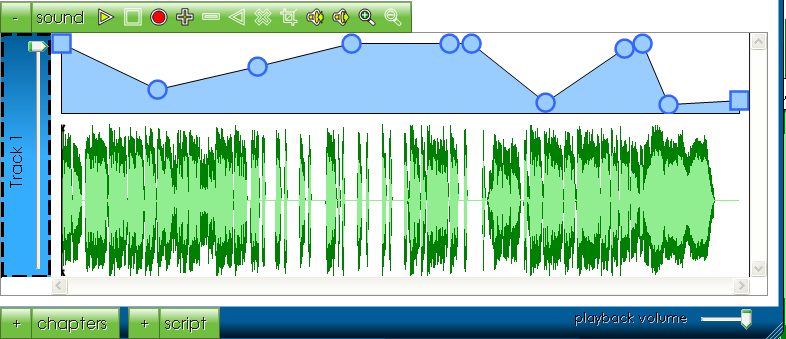 - sound
Track 1
+ chapters + script playback volume